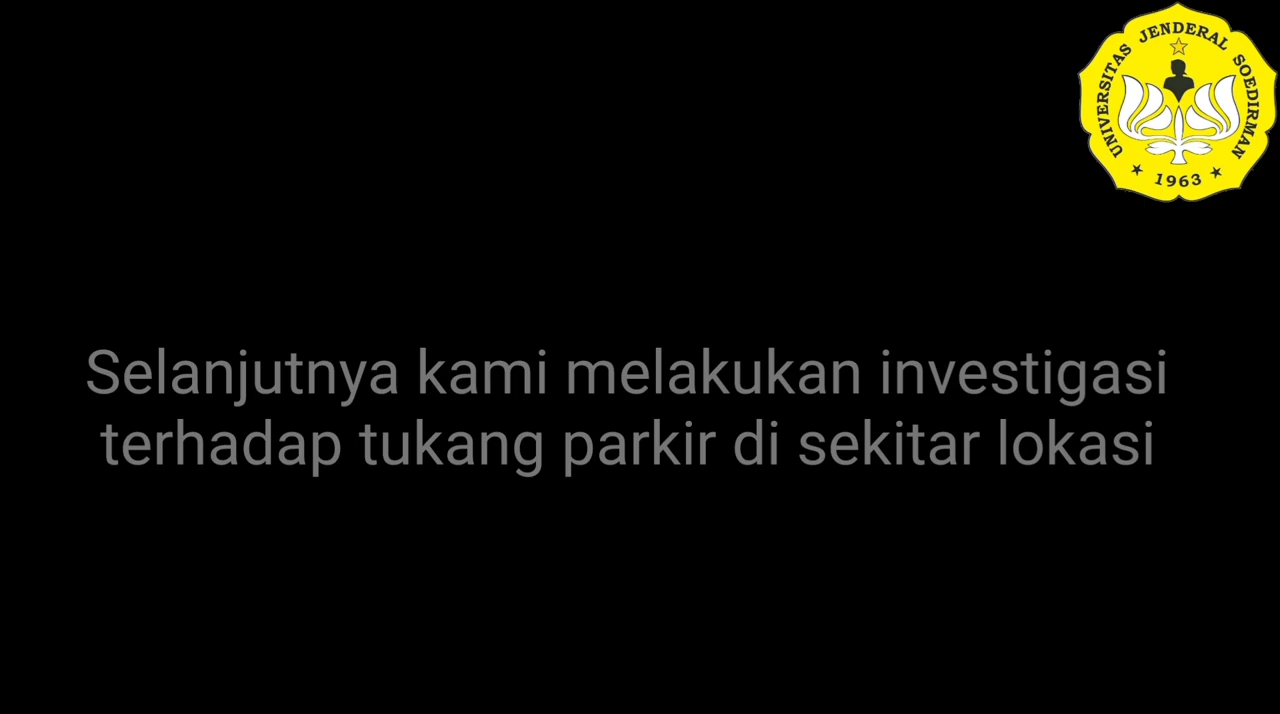 UNIVERSITAS JENDERAL SOEDIRMAN
1963
Selanjutnya kami melakukan investigasi
terhadap tukang parkir di sekitar lokasi